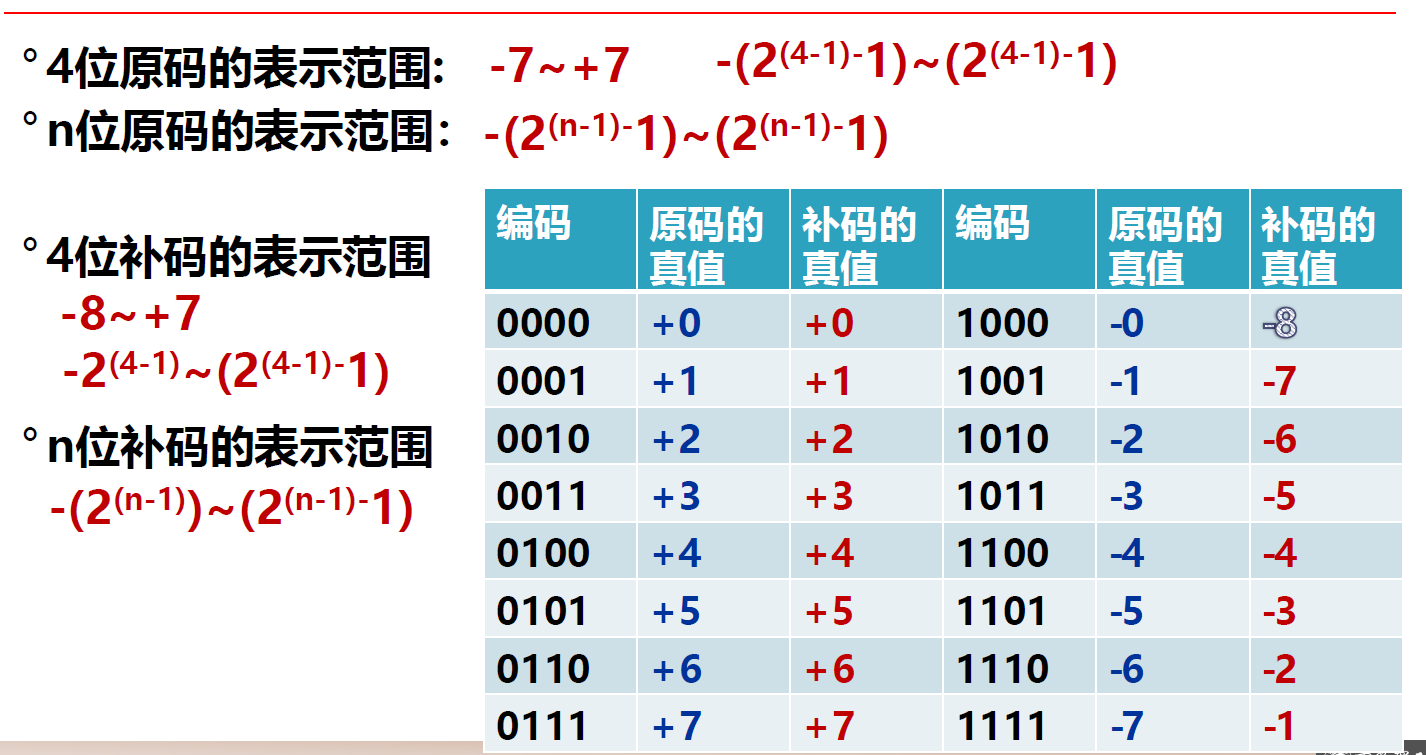 ° 4位原码的表示范围: -7~+7 -(2^(4-1)-1)~(2^(4-1)-1)
° n位原码的表示范围: -(2^(n-1)-1)~(2^(n-1)-1)
° 4位补码的表示范围
-8~+7
-2^(4-1)~(2^(4-1)-1)
° n位补码的表示范围
-(2^(n-1))~(2^(n-1)-1)
编码 原码的真值 补码的真值 编码 原码的真值 补码的真值
0000 +0 +0 1000 -0 -8
0001 +1 +1 1001 -1 -7
0010 +2 +2 1010 -2 -6
0011 +3 +3 1011 -3 -5
0100 +4 +4 1100 -4 -4
0101 +5 +5 1101 -5 -3
0110 +6 +6 1110 -6 -2
0111 +7 +7 1111 -7 -1